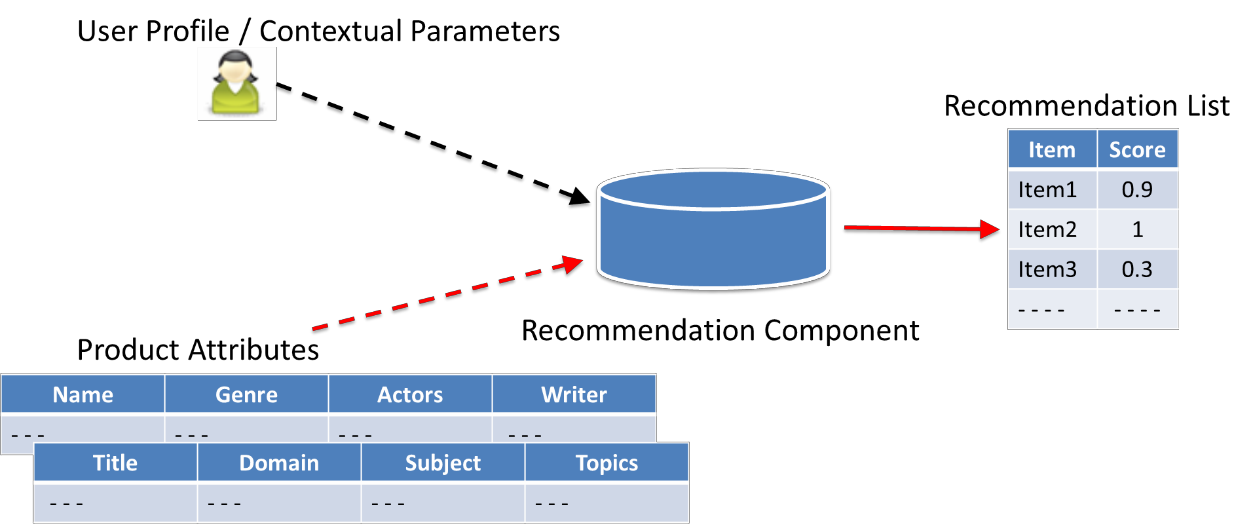 User Profile / Contextual Parameters
Recommendation List
Item Score
Item1 0.9
Item2 1
Item3 0.3
- - - - - - - -
Recommendation Component
Product Attributes
Name Genre Actors Writer
- - - - - - - - - - - -
Title Domain Subject Topics
- - - - - - - - - - - -